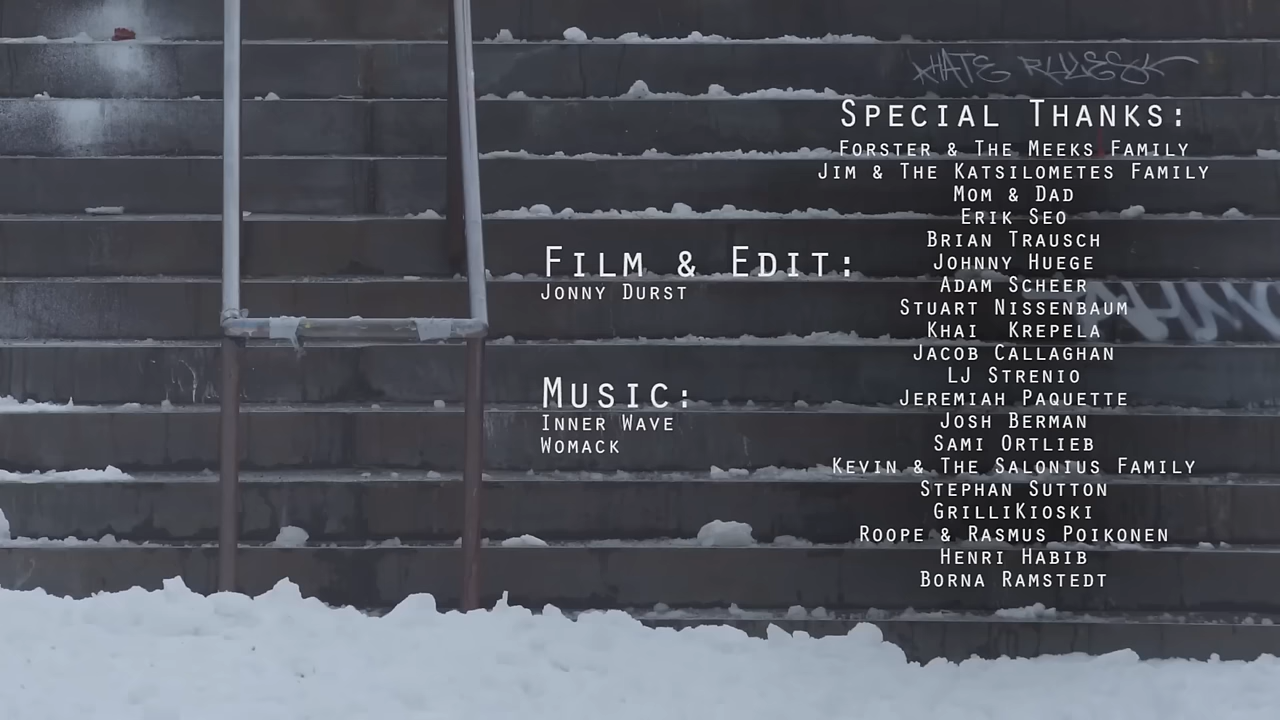 Film & Edit:
Jonny Durst
Music:
Inner Wave
Womack
Special Thanks:
Forster & The Meeks Family
Jim & The Katsilometes Family
Mom & Dad
Erik Seo
Brian Trausch
Johnny Huege
Adam Scheer
Stuart Nissenbaum
Khai  Krepela
Jacob Callaghan
LJ Strenio
Jeremiah Paquette
Josh Berman
Sami Ortlieb
Kevin & The Salonius Family
Stephan Sutton
GrilliKioski
Roope & Rasmus Poikonen
Henri Habib
Borna Ramstedt